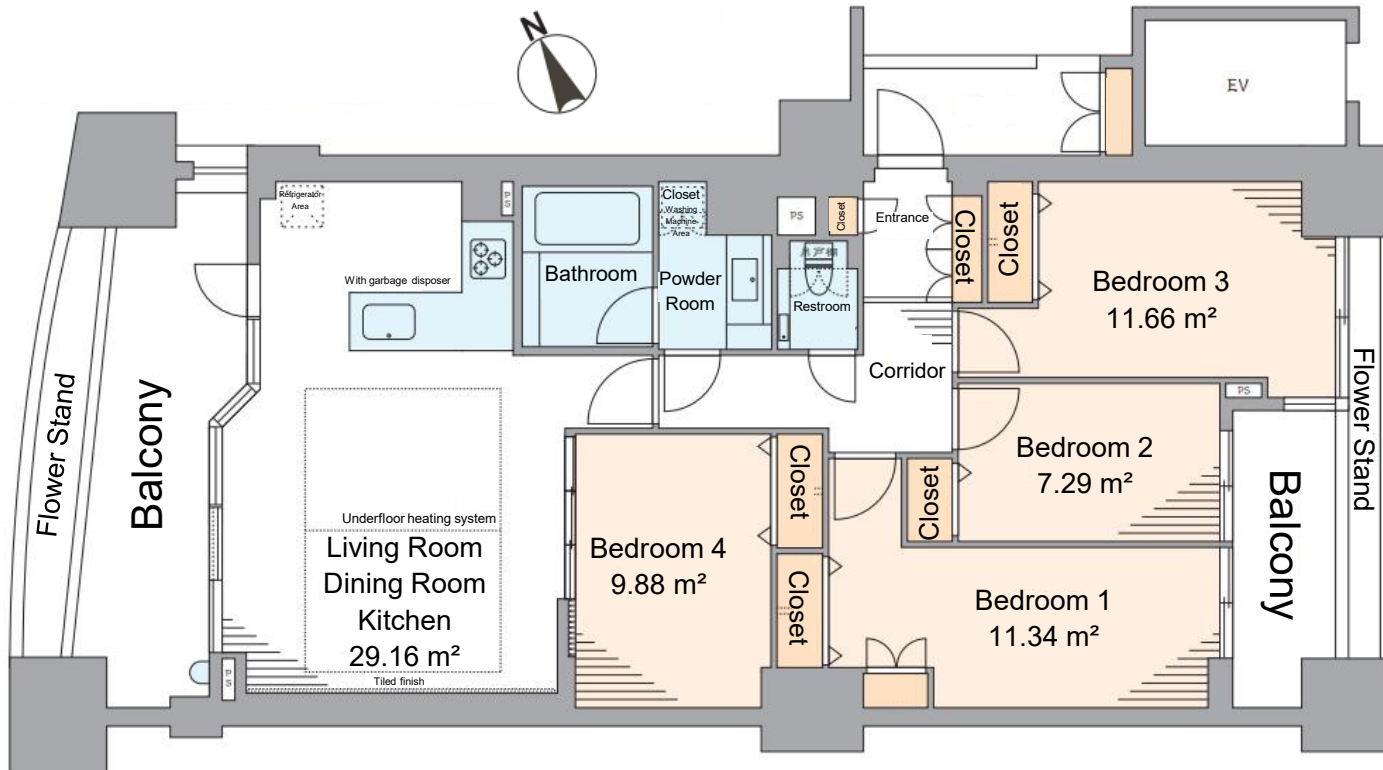 N
EV
Refrigerator
Area
PS
Closet
Washing
Machine
Area
PS
Closet
Entrance
Closet
Closet
With garbage disposer
Bathroom
Powder
Room
Restroom
Bedroom 3
11.66 m²
Corridor
Flower Stand
Balcony
PS
Flower Stand
Bedroom 2
7.29 m²
Closet
Closet
Balcony
Underfloor heating system
Living Room
Dining Room
Kitchen
29.16 m²
Bedroom 4
9.88 m²
Closet
Bedroom 1
11.34 m²
PS
Tiled finish